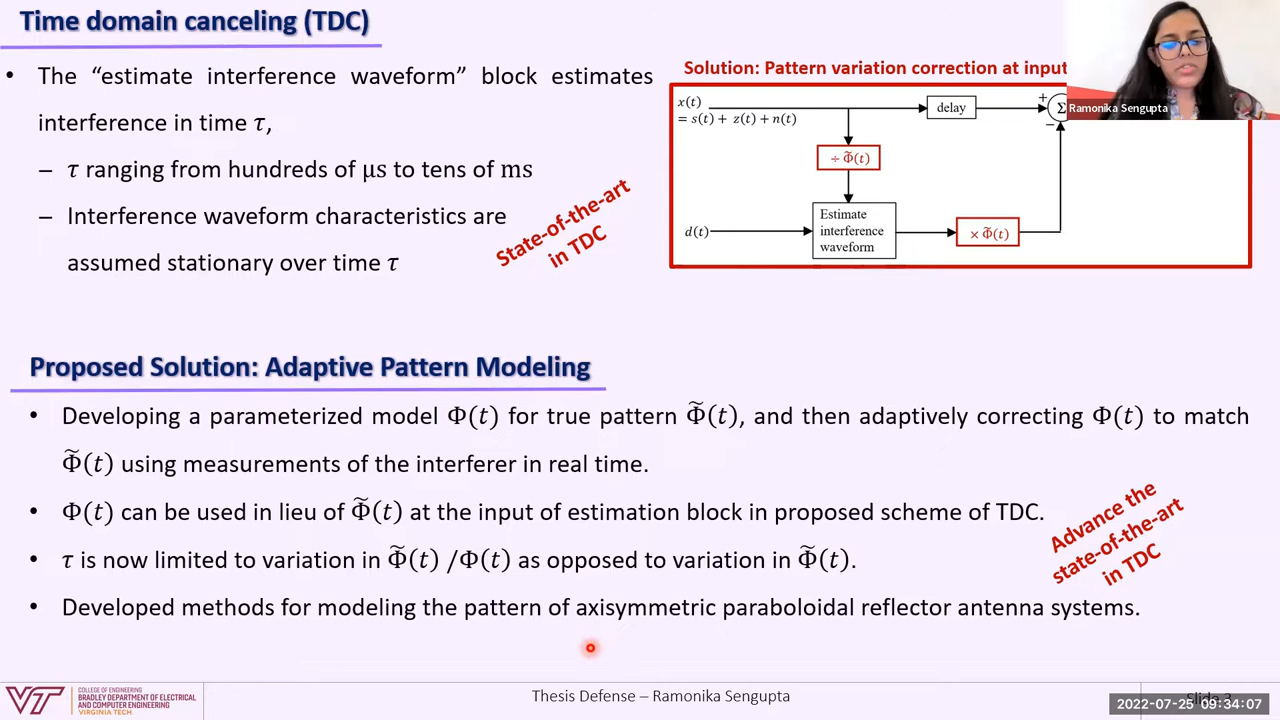 Time domain canceling (TDC)
• The “estimate interference waveform” block estimates
interference in time τ,
– τ ranging from hundreds of μs to tens of ms
– Interference waveform characteristics are
assumed stationary over time τ
State-of-the-art
in TDC
Solution: Pattern variation correction at input
x(t)
= s(t) + z(t) + n(t)
delay
+
Σ
−
÷ Φ̃(t)
d(t)
Estimate
interference
waveform
× Φ̃(t)
Ramonika Sengupta
Proposed Solution: Adaptive Pattern Modeling
• Developing a parameterized model Φ(t) for true pattern Φ̃(t), and then adaptively correcting Φ(t) to match
Φ̃(t) using measurements of the interferer in real time.
• Φ(t) can be used in lieu of Φ̃(t) at the input of estimation block in proposed scheme of TDC.
• τ is now limited to variation in Φ̃(t) /Φ(t) as opposed to variation in Φ̃(t).
• Developed methods for modeling the pattern of axisymmetric paraboloidal reflector antenna systems.
Advance the
state-of-the-art
in TDC
VT
COLLEGE OF ENGINEERING
BRADLEY DEPARTMENT OF ELECTRICAL
AND COMPUTER ENGINEERING
VIRGINIA TECH
Thesis Defense – Ramonika Sengupta
Slide 3
2022-07-25 09:34:07